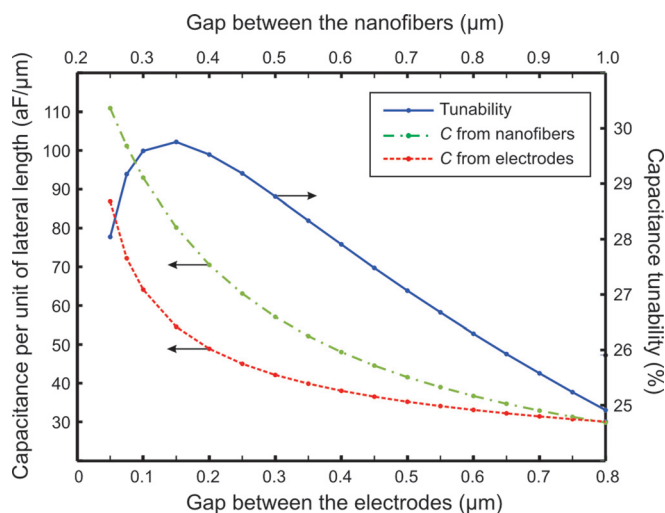 Gap between the nanofibers (μm)
0.2 0.3 0.4 0.5 0.6 0.7 0.8 0.9 1.0
Capacitance per unit of lateral length (aF/μm)
110
100
90
80
70
60
50
40
30
Tunability
C from nanofibers
C from electrodes
30
29
28
27
26
25
Capacitance tunability (%)
0 0.1 0.2 0.3 0.4 0.5 0.6 0.7 0.8
Gap between the electrodes (μm)